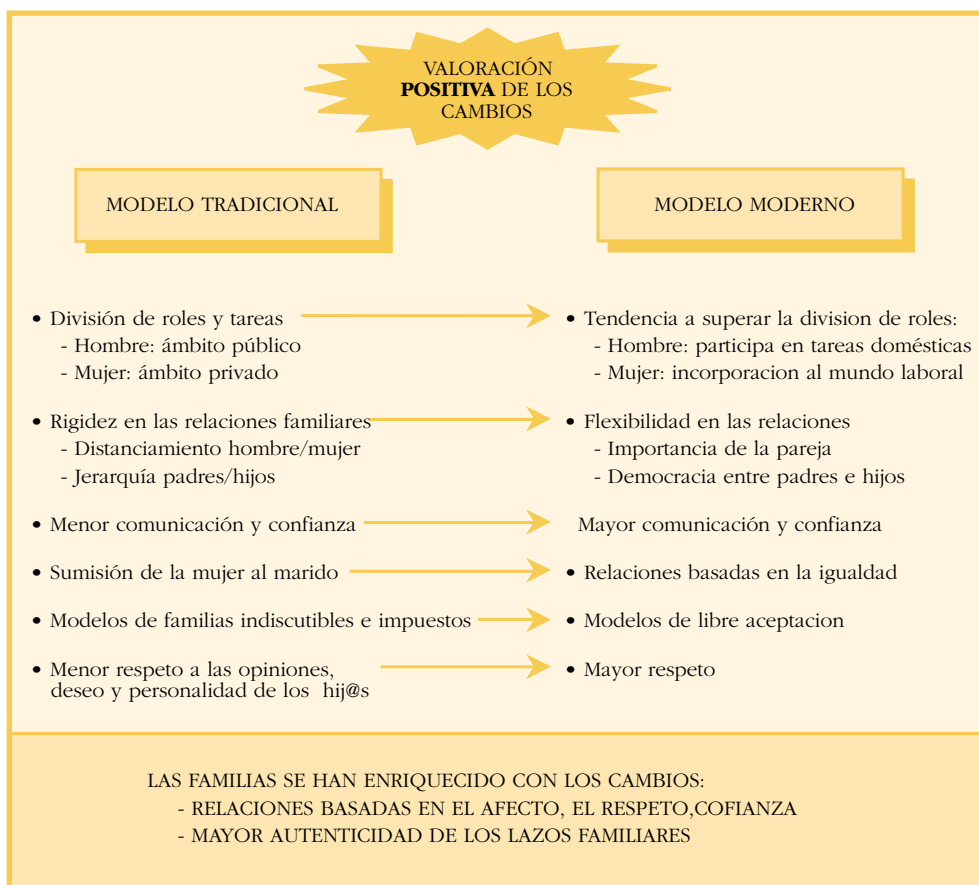 VALORACIÓN
POSITIVA DE LOS
CAMBIOS
MODELO TRADICIONAL
MODELO MODERNO
• División de roles y tareas
- Hombre: ámbito público
- Mujer: ámbito privado
• Tendencia a superar la division de roles:
- Hombre: participa en tareas domésticas
- Mujer: incorporacion al mundo laboral
• Rigidez en las relaciones familiares
- Distanciamiento hombre/mujer
- Jerarquía padres/hijos
• Flexibilidad en las relaciones
- Importancia de la pareja
- Democracia entre padres e hijos
• Menor comunicación y confianza
Mayor comunicación y confianza
• Sumisión de la mujer al marido
• Relaciones basadas en la igualdad
• Modelos de familias indiscutibles e impuestos
• Modelos de libre aceptacion
• Menor respeto a las opiniones,
deseo y personalidad de los hij@s
• Mayor respeto
LAS FAMILIAS SE HAN ENRIQUECIDO CON LOS CAMBIOS:
- RELACIONES BASADAS EN EL AFECTO, EL RESPETO,COFIANZA
- MAYOR AUTENTICIDAD DE LOS LAZOS FAMILIARES